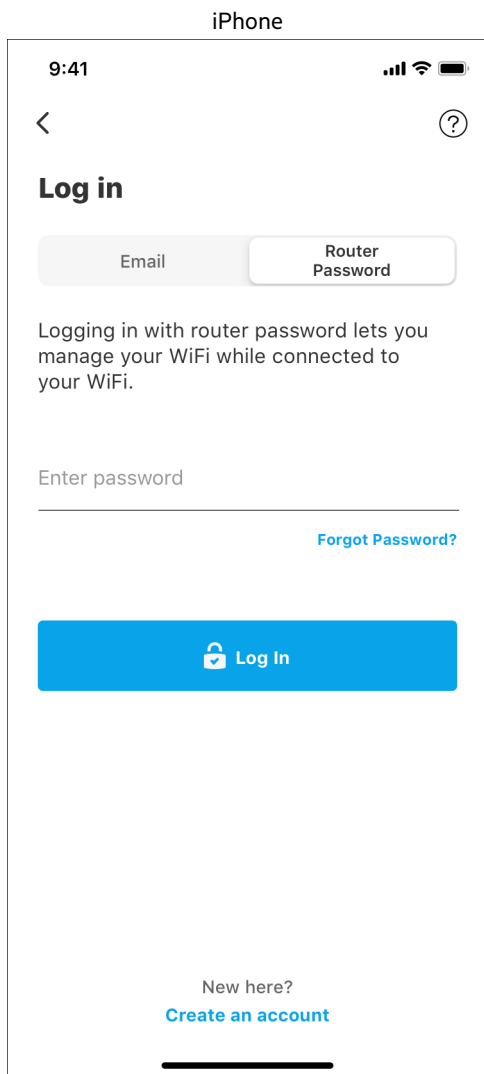 iPhone
9:41
Log in
Email
Router
Password
Logging in with router password lets you
manage your WiFi while connected to
your WiFi.
Enter password
Forgot Password?
Log In
New here?
Create an account